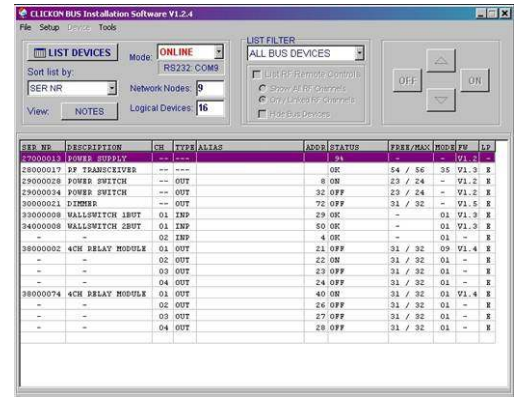 CLICKON BUS Installation Software V1.2.4
File Setup Device Tools
LIST DEVICES
Mode:
ONLINE
RS232: COM9
Sort list by:
SER NR
Network Nodes: 9
View:
NOTES
Logical Devices: 16
LIST FILTER
ALL BUS DEVICES
List RF Remote Controls
Show All RF Channels
Only Linked RF Channels
Hide Bus Devices
OFF
ON
SER NR DESCRIPTION CH TYPE ALIAS ADDR STATUS FREE/MAX MODE FW LP
27000013 POWER SUPPLY -- --- 94 - - V1.2 -
28000017 RF TRANSCEIVER -- --- OK 54 / 56 35 V1.3 E
29000028 POWER SWITCH -- OUT 8 ON 23 / 24 - V1.2 E
29000034 POWER SWITCH -- OUT 32 OFF 23 / 24 - V1.2 E
30000021 DIMMER -- OUT 72 OFF 31 / 32 - V1.5 E
33000008 WALLSWITCH 1BUT 01 INP 29 OK - 01 V1.3 E
34000008 WALLSWITCH 2BUT 01 INP 50 OK - 01 V1.3 E
- - 02 INP 4 OK - 01 - E
38000002 4CH RELAY MODULE 01 OUT 21 OFF 31 / 32 09 V1.4 E
- - 02 OUT 22 ON 31 / 32 01 - E
- - 03 OUT 23 OFF 31 / 32 01 - E
- - 04 OUT 24 OFF 31 / 32 01 - E
38000074 4CH RELAY MODULE 01 OUT 40 ON 31 / 32 01 V1.4 E
- - 02 OUT 26 OFF 31 / 32 01 - E
- - 03 OUT 27 OFF 31 / 32 01 - E
- - 04 OUT 28 OFF 31 / 32 01 - E